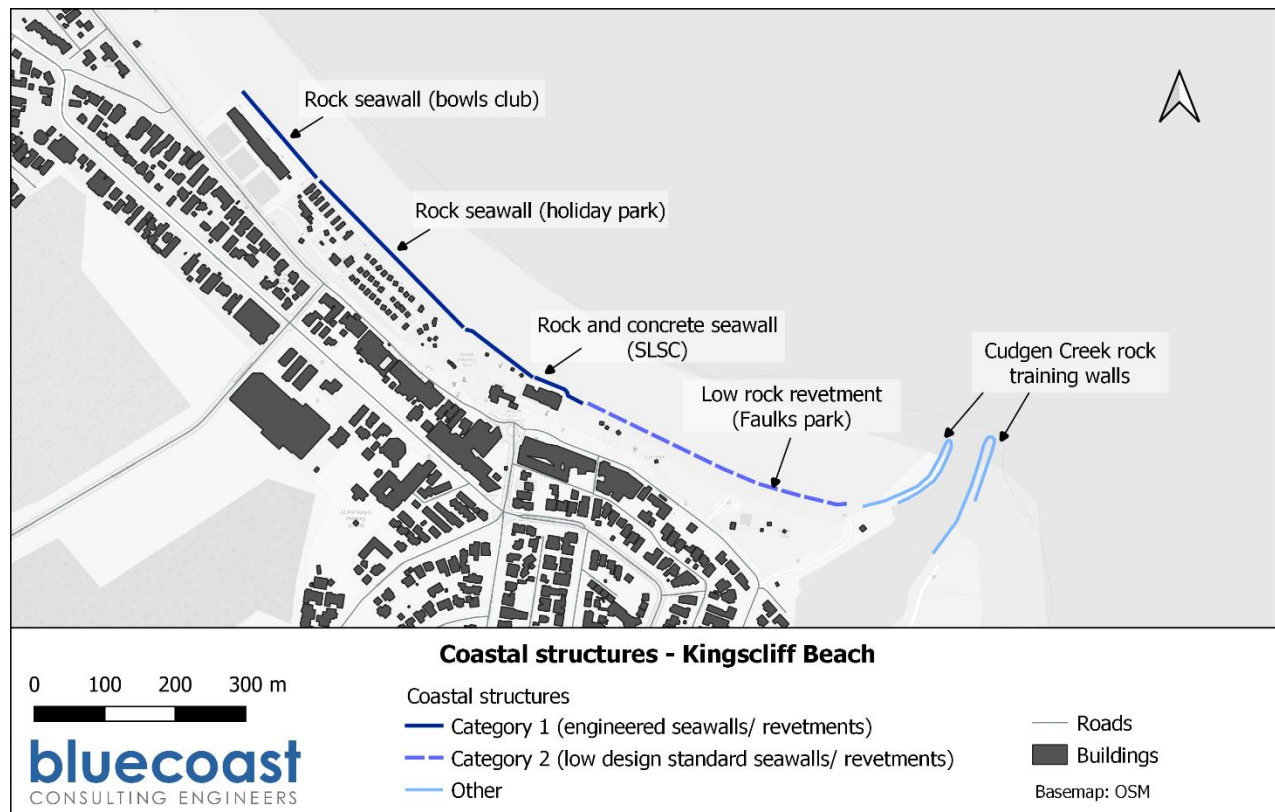 Rock seawall (bowls club)
Rock seawall (holiday park)
Rock and concrete seawall
(SLSC)
Cudgen Creek rock
training walls
Low rock revetment
(Faulks park)
Coastal structures - Kingscliff Beach
0 100 200 300 m
Coastal structures
Category 1 (engineered seawalls/ revetments)
Category 2 (low design standard seawalls/ revetments)
Other
Roads
Buildings
Basemap: OSM
bluecoast
CONSULTING ENGINEERS